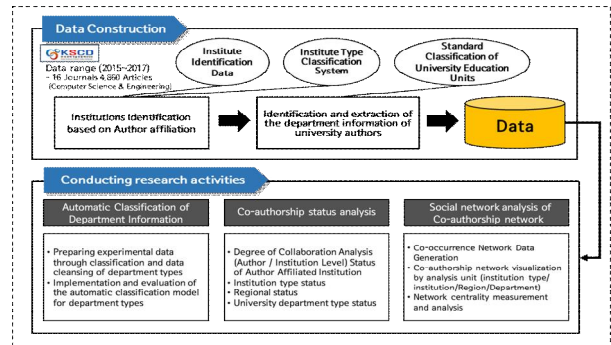 Data Construction
KSCD
Data range (2015~2017)
- 16 Journals 4,860 Articles
(Computer Science & Engineering)
Institute
Identification
Data
Institute Type
Classification
System
Standard
Classification of
University Education
Units
Institutions Identification
based on Author affiliation
Identification and extraction of
the department information of
university authors
Data
Conducting research activities
Automatic Classification of
Department Information
• Preparing experimental data
through classification and data
cleansing of department types
• Implementation and evaluation of
the automatic classification model
for department types
Co-authorship status analysis
• Degree of Collaboration Analysis
(Author / Institution Level) Status
of Author Affiliated Institution
• Institution type status
• Regional status
• University department type status
Social network analysis of
Co-authorship network
• Co-occurrence Network Data
Generation
• Co-authorship network visualization
by analysis unit (institution type/
institution/Region/Department)
• Network centrality measurement
and analysis